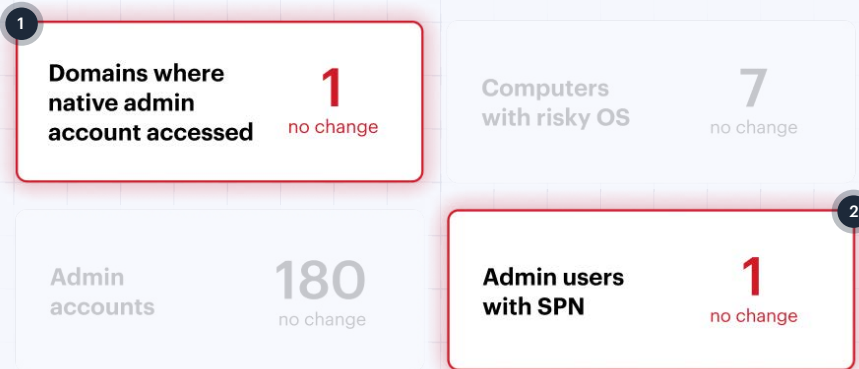 1
Domains where
native admin
account accessed
1
no change
Computers
with risky OS
7
no change
Admin
accounts
180
no change
2
Admin users
with SPN
1
no change